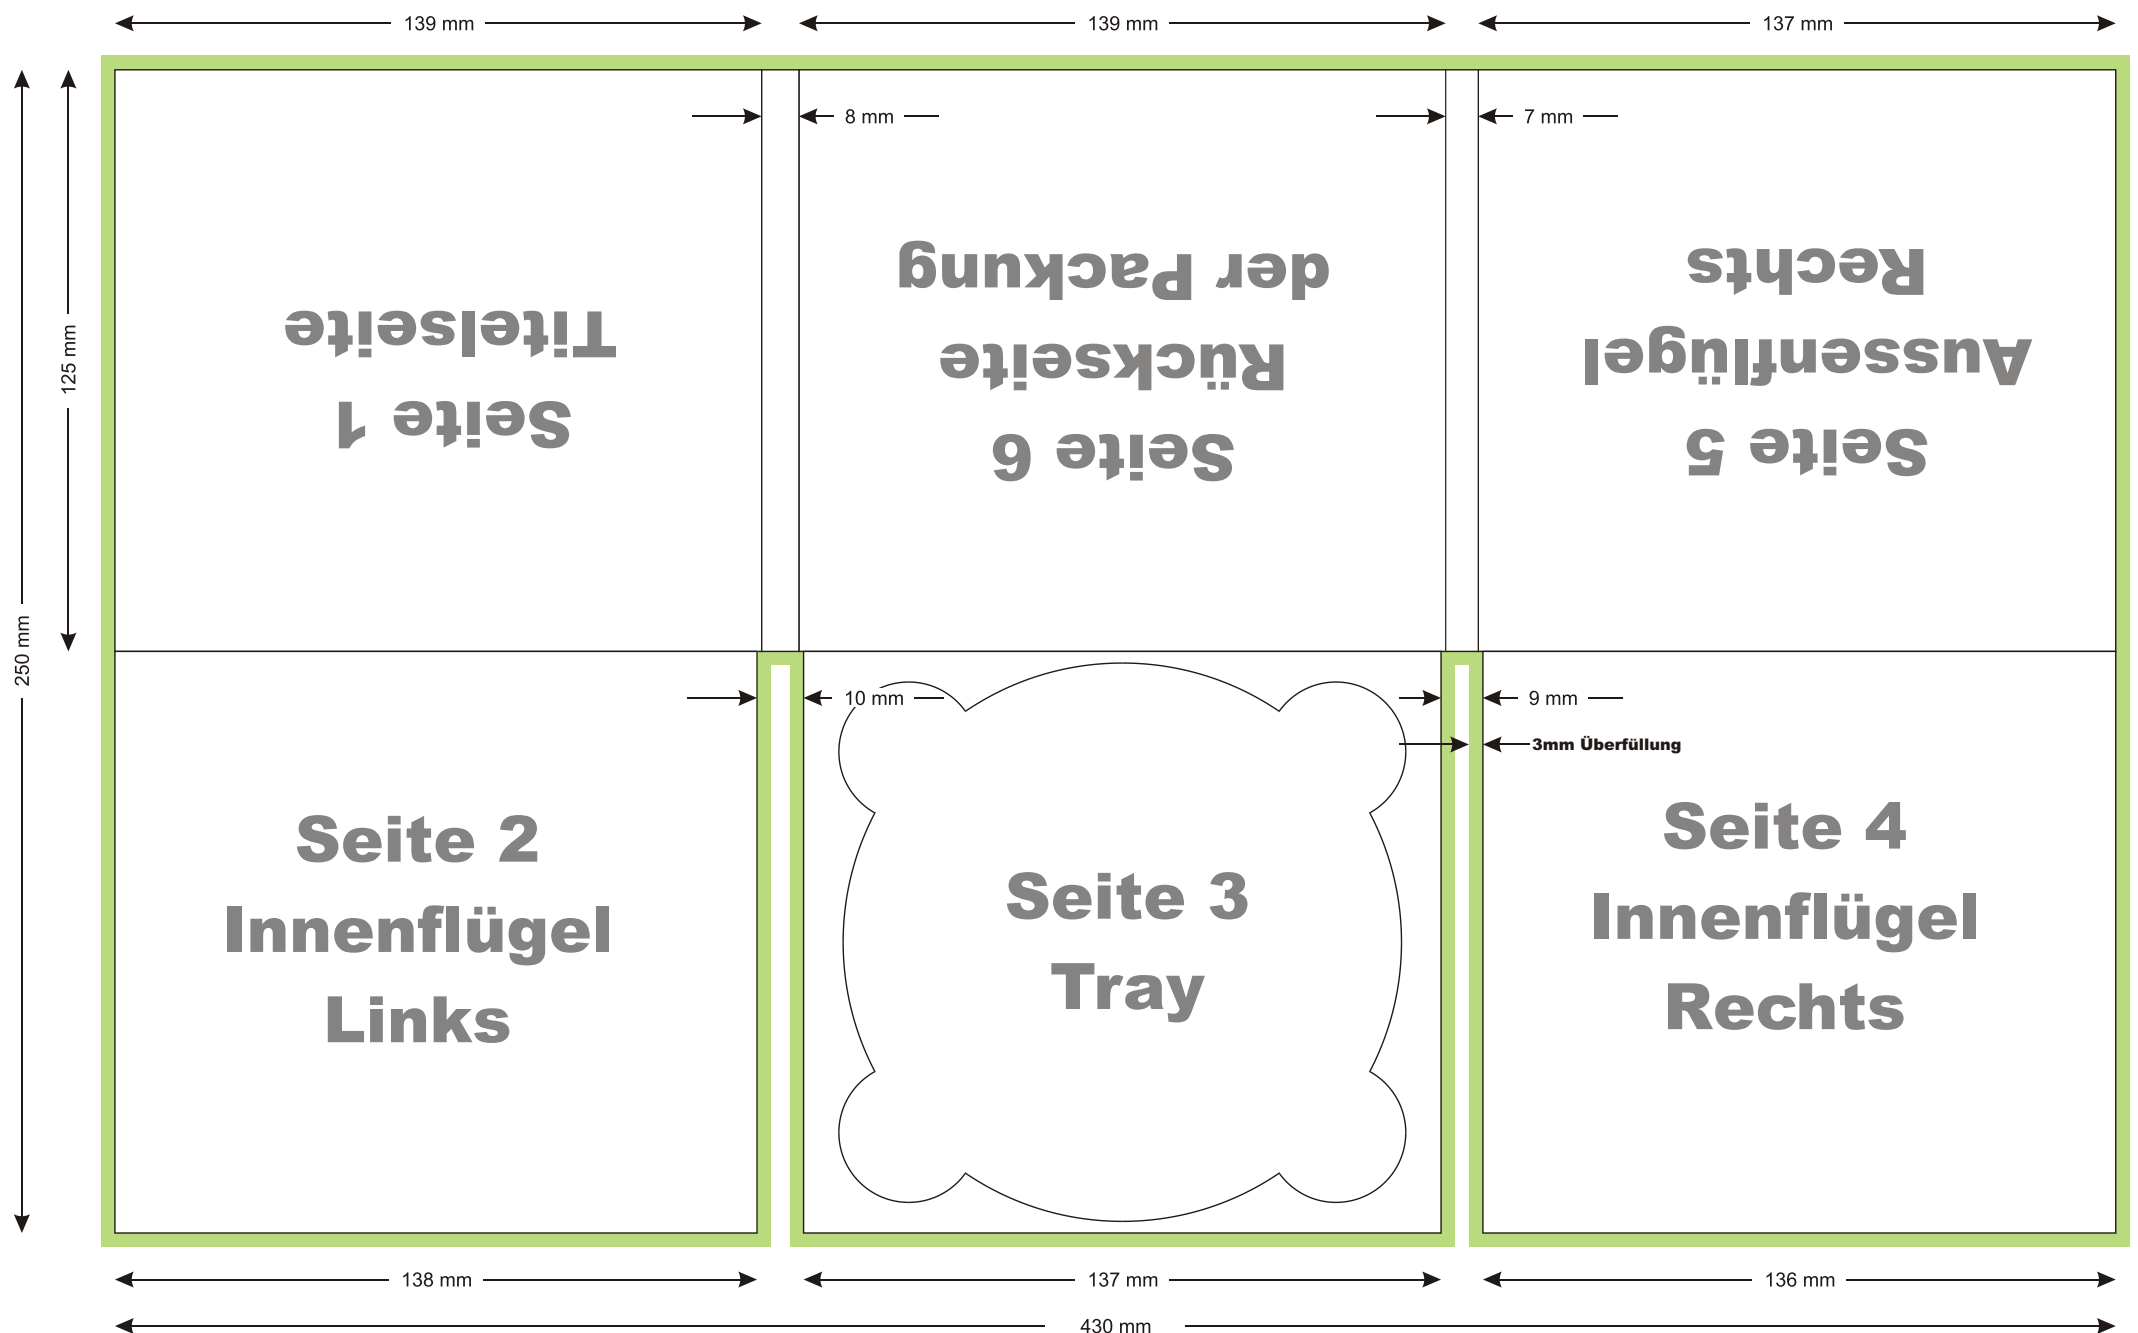 139 mm
139 mm
137 mm
8 mm
7 mm
125 mm
250 mm
Seite 1
Titelseite
Seite 6
Rückseite
der Packung
Seite 5
Aussenflügel
Rechts
10 mm
9 mm
3mm Überfüllung
Seite 2
Innenflügel
Links
Seite 3
Tray
Seite 4
Innenflügel
Rechts
138 mm
137 mm
136 mm
430 mm